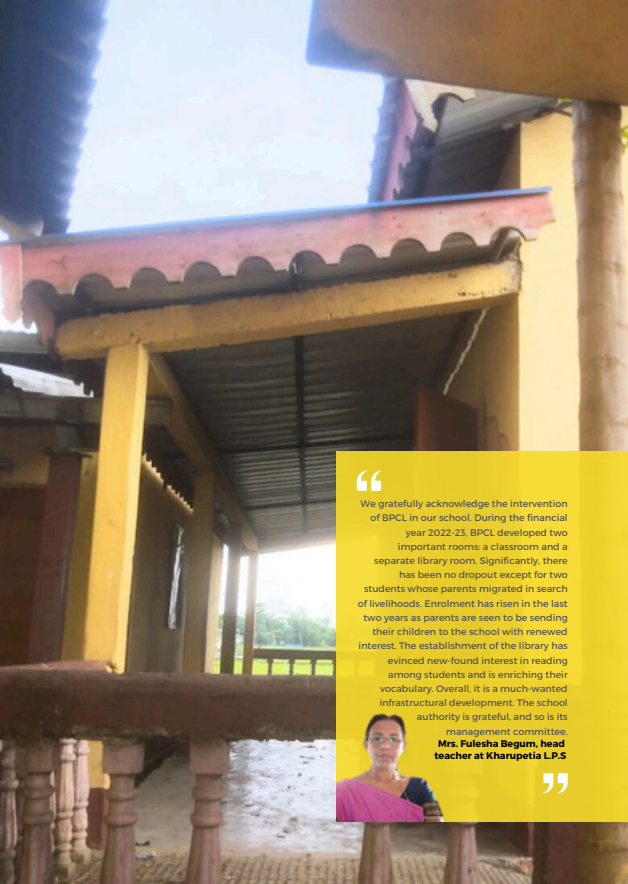 “
We gratefully acknowledge the intervention
of BPCL in our school. During the financial
year 2022-23, BPCL developed two
important rooms: a classroom and a
separate library room. Significantly, there
has been no dropout except for two
students whose parents migrated in search
of livelihoods. Enrolment has risen in the last
two years as parents are seen to be sending
their children to the school with renewed
interest. The establishment of the library has
evinced new-found interest in reading
among students and is enriching their
vocabulary. Overall, it is a much-wanted
infrastructural development. The school
authority is grateful, and so is its
management committee.
Mrs. Fulesha Begum, head
teacher at Kharupetia L.P.S
”